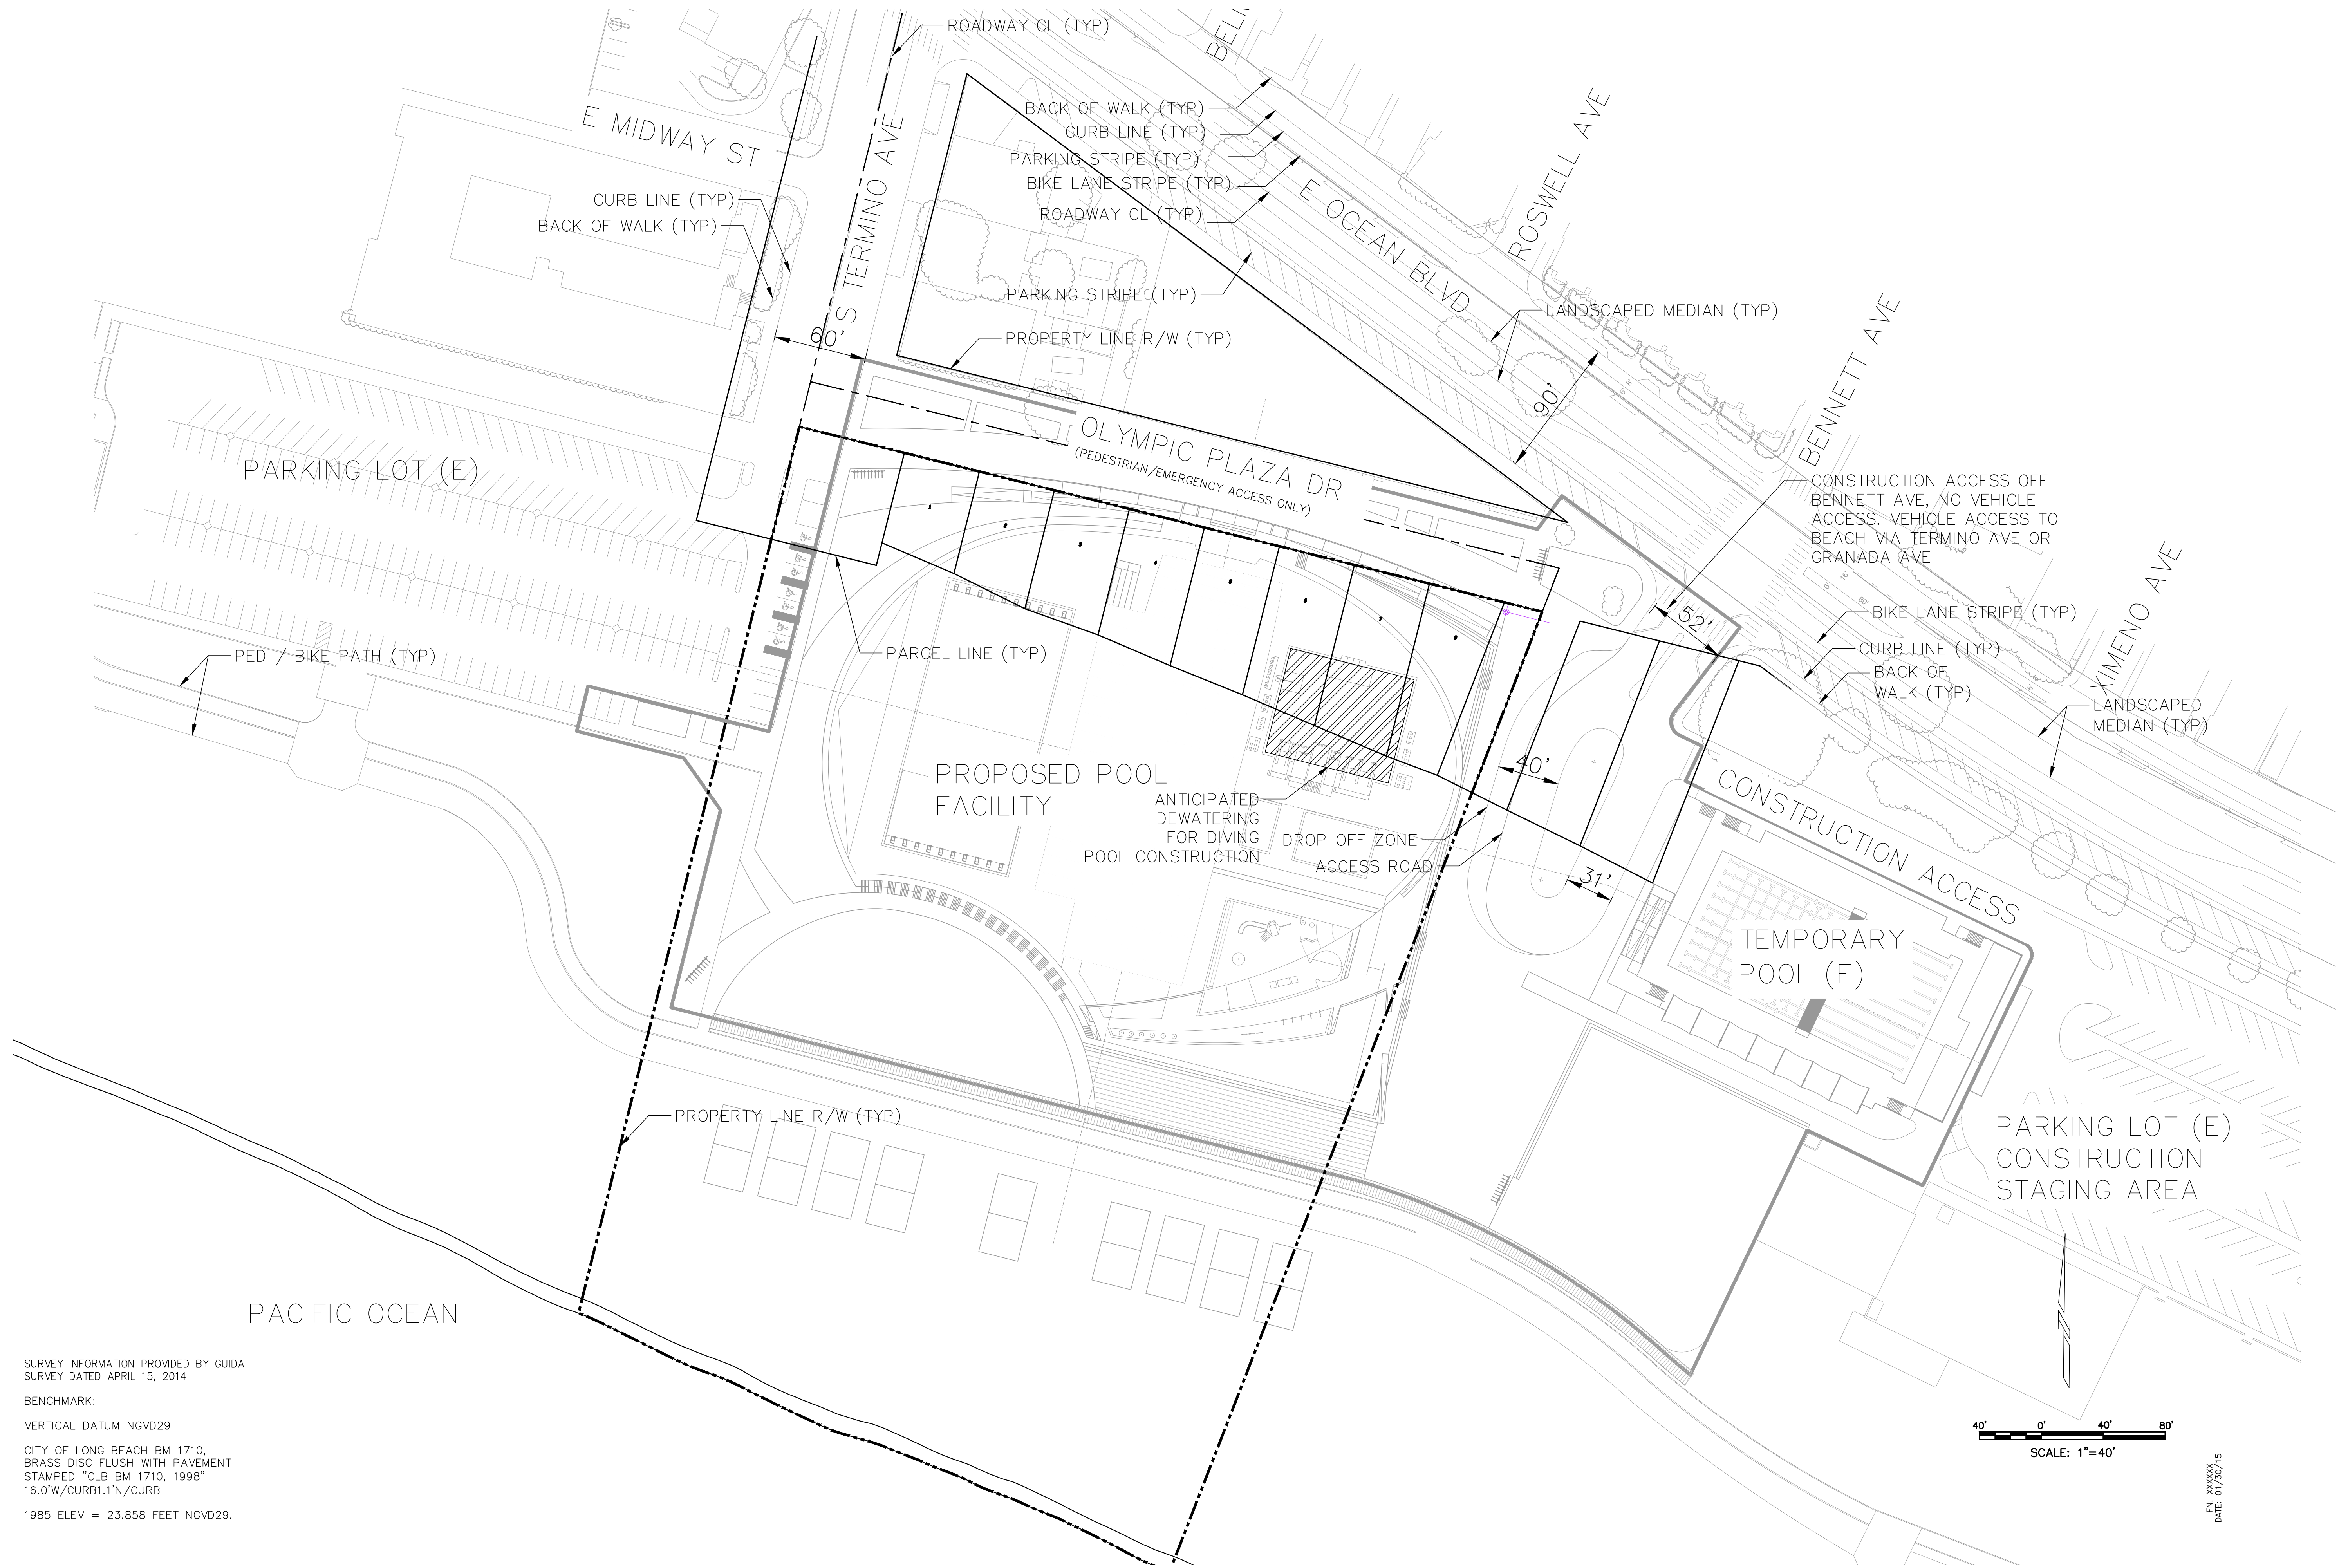 ROADWAY CL (TYP)
BELM
BACK OF WALK (TYP)
CURB LINE (TYP)
PARKING STRIPE (TYP)
BIKE LANE STRIPE (TYP)
ROADWAY CL (TYP)
E MIDWAY ST
S TERMINO AVE
E OCEAN BLVD
ROSWELL AVE
CURB LINE (TYP)
BACK OF WALK (TYP)
PARKING STRIPE (TYP)
LANDSCAPED MEDIAN (TYP)
60'
PROPERTY LINE R/W (TYP)
90'
BENNETT AVE
OLYMPIC PLAZA DR
(PEDESTRIAN/EMERGENCY ACCESS ONLY)
PARKING LOT (E)
CONSTRUCTION ACCESS OFF
BENNETT AVE, NO VEHICLE
ACCESS. VEHICLE ACCESS TO
BEACH VIA TERMINO AVE OR
GRANADA AVE
XIMENO AVE
1
2
3
4
5
6
7
8
52'
BIKE LANE STRIPE (TYP)
CURB LINE (TYP)
BACK OF
WALK (TYP)
PED / BIKE PATH (TYP)
PARCEL LINE (TYP)
LANDSCAPED
MEDIAN (TYP)
PROPOSED POOL
FACILITY
ANTICIPATED
DEWATERING
FOR DIVING
POOL CONSTRUCTION
40'
DROP OFF ZONE
ACCESS ROAD
31'
CONSTRUCTION ACCESS
TEMPORARY
POOL (E)
PROPERTY LINE R/W (TYP)
PARKING LOT (E)
CONSTRUCTION
STAGING AREA
PACIFIC OCEAN
SURVEY INFORMATION PROVIDED BY GUIDA
SURVEY DATED APRIL 15, 2014
BENCHMARK:
VERTICAL DATUM NGVD29
CITY OF LONG BEACH BM 1710,
BRASS DISC FLUSH WITH PAVEMENT
STAMPED "CLB BM 1710, 1998"
16.0'W/CURB1.1'N/CURB
1985 ELEV = 23.858 FEET NGVD29.
N
40' 0' 40' 80'
SCALE: 1"=40'
FN: XXXXXX
DATE: 01/30/15